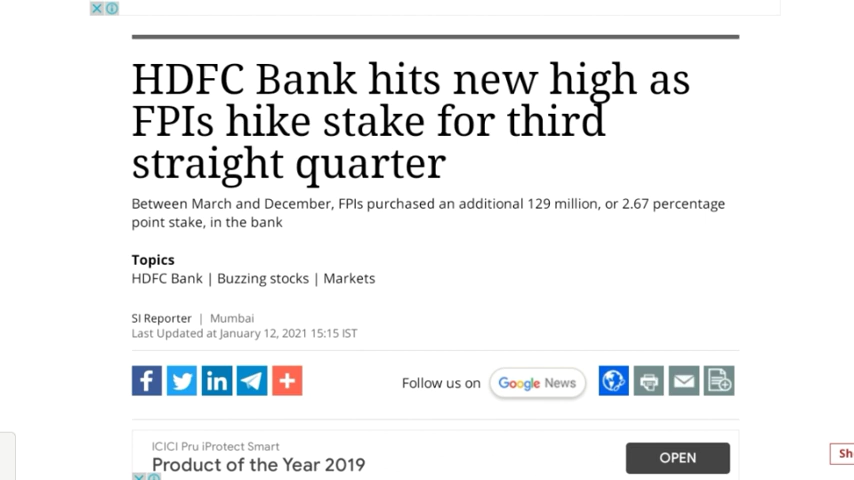 HDFC Bank hits new high as
FPIs hike stake for third
straight quarter
Between March and December, FPIs purchased an additional 129 million, or 2.67 percentage
point stake, in the bank
Topics
HDFC Bank | Buzzing stocks | Markets
SI Reporter | Mumbai
Last Updated at January 12, 2021 15:15 IST
Follow us on Google News
ICICI Pru iProtect Smart
Product of the Year 2019
OPEN
Sh